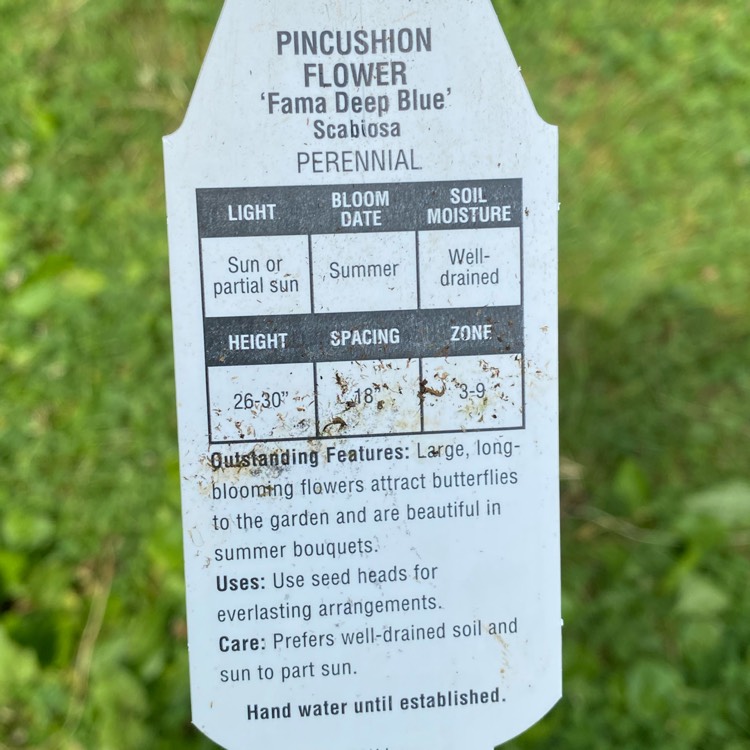 PINCUSHION
FLOWER
'Fama Deep Blue'
Scabiosa
PERENNIAL
LIGHT BLOOM DATE SOIL MOISTURE
Sun or partial sun Summer Well-drained
HEIGHT SPACING ZONE
26-30" 18" 3-9
Outstanding Features: Large, long-
blooming flowers attract butterflies
to the garden and are beautiful in
summer bouquets.
Uses: Use seed heads for
everlasting arrangements.
Care: Prefers well-drained soil and
sun to part sun.
Hand water until established.